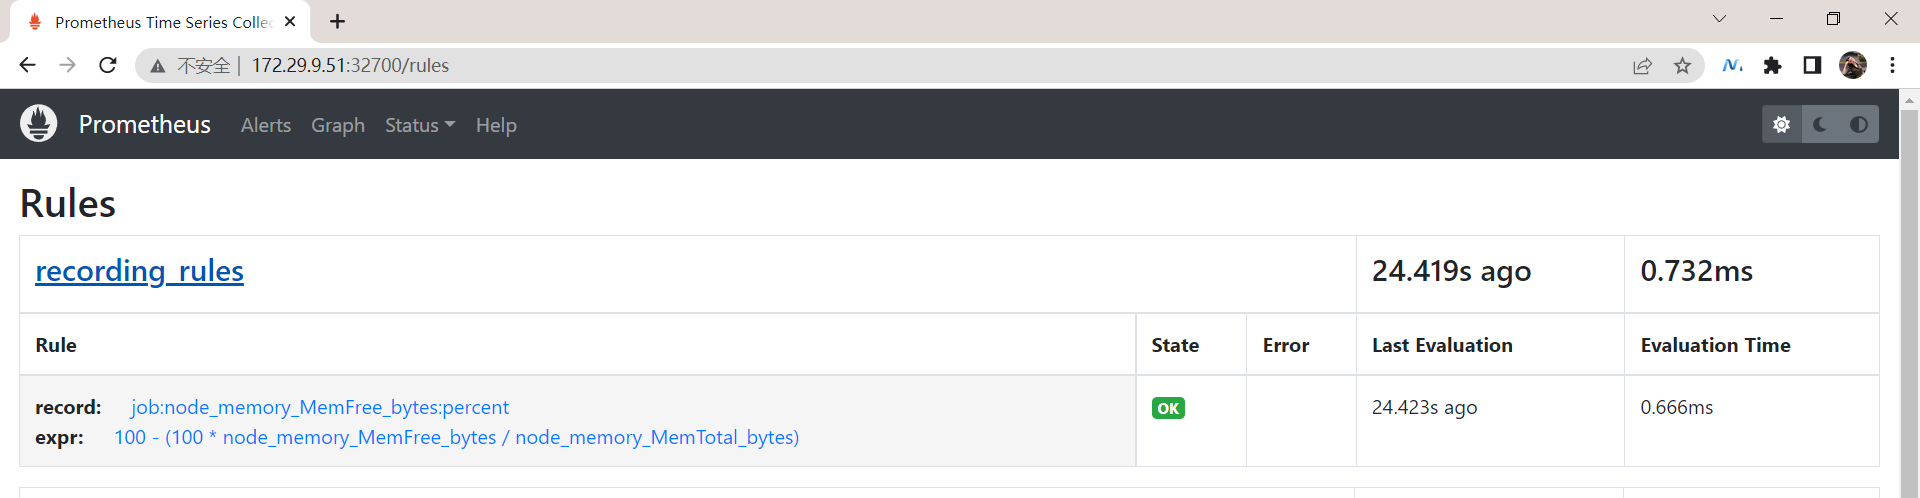 Prometheus Time Series Collec
不安全 | 172.29.9.51:32700/rules
Prometheus Alerts Graph Status Help
Rules
recording_rules 24.419s ago 0.732ms
Rule State Error Last Evaluation Evaluation Time
record: job:node_memory_MemFree_bytes:percent OK 24.423s ago 0.666ms
expr: 100 - (100 * node_memory_MemFree_bytes / node_memory_MemTotal_bytes)